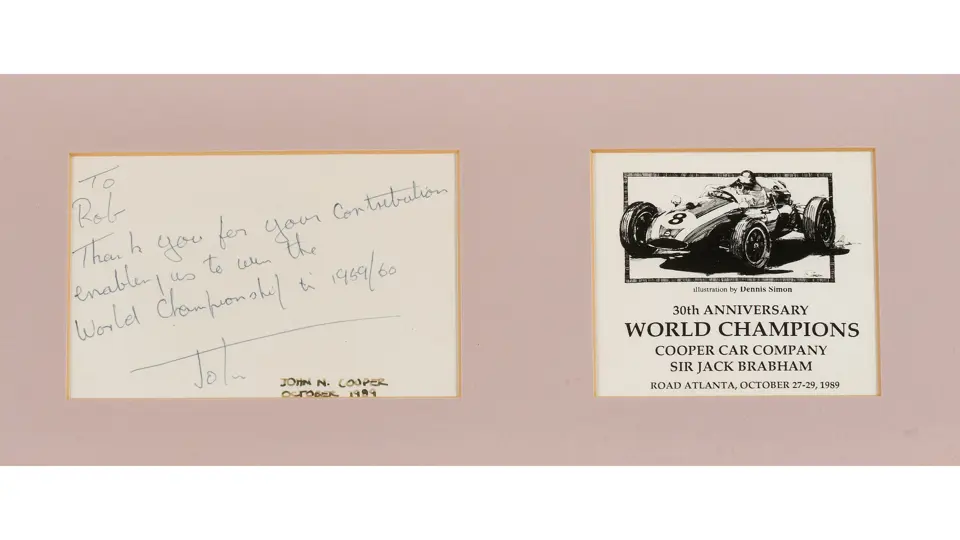 To
Rob
Thank you for your Contribution
enabling us to win the
World Championship in 1959/60
John
JOHN N. COOPER
OCTOBER 1989
8
illustration by Dennis Simon
30th ANNIVERSARY
WORLD CHAMPIONS
COOPER CAR COMPANY
SIR JACK BRABHAM
ROAD ATLANTA, OCTOBER 27-29, 1989